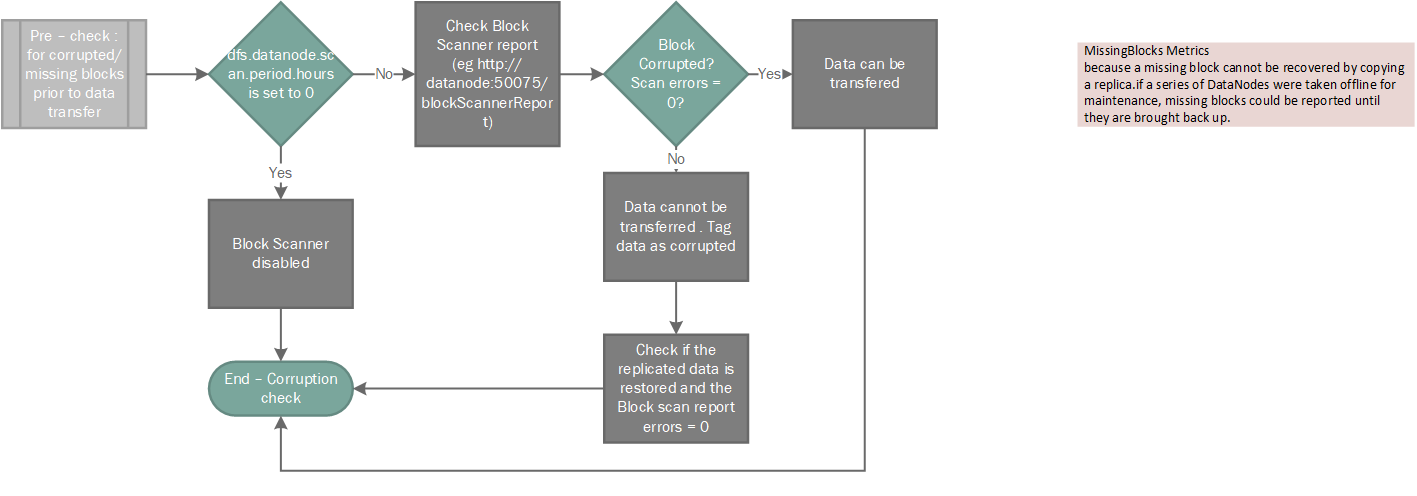 Pre – check :
for corrupted/
missing blocks
prior to data
transfer
dfs.datanode.sc
an.period.hours
is set to 0
No
Check Block
Scanner report
(eg http://
datanode:50075/
blockScannerRepor
t)
Block
Corrupted?
Scan errors =
0?
Yes
Data can be
transfered
MissingBlocks Metrics
because a missing block cannot be recovered by copying
a replica.if a series of DataNodes were taken offline for
maintenance, missing blocks could be reported until
they are brought back up.
Yes
No
Block Scanner
disabled
Data cannot be
transferred . Tag
data as corrupted
End – Corruption
check
Check if the
replicated data is
restored and the
Block scan report
errors = 0